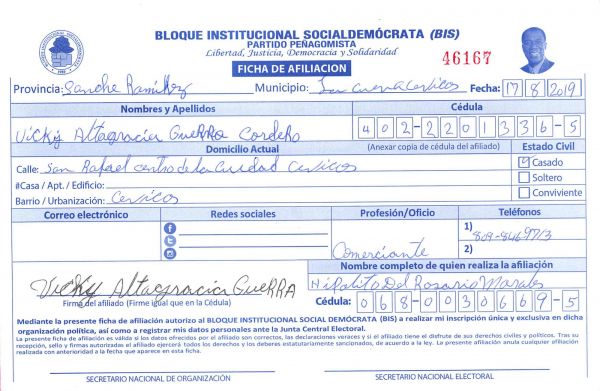 BLOQUE INSTITUCIONAL SOCIALDEMÓCRATA (BIS)
PARTIDO PEÑAGOMISTA
Libertad, Justicia, Democracia y Solidaridad
46167
FICHA DE AFILIACION
Provincia: Sanche Ramirez Municipio: La Cueva Cevicos Fecha: 17 8 2019
Nombres y Apellidos Cédula
Vicky Altagracia GuERRA Cordero 402-2201336-5
Domicilio Actual (Anexar copia de cédula del afiliado) Estado Civil
Calle: San Rafael centro de la Ciudad Cevicos Casado
#Casa / Apt. / Edificio: Soltero
Barrio / Urbanización: Cevicos Conviviente
Correo electrónico Redes sociales Profesión/Oficio Teléfonos
Comerciante 1) 809-846-9713
2)
Vicky Altagracia GuERRA
Firma del afiliado (Firme igual que en la Cédula)
Nombre completo de quien realiza la afiliación
Hipolito Del Rosario Morales
Cédula: 068-0030669-5
Mediante la presente ficha de afiliación autorizo al BLOQUE INSTITUCIONAL SOCIAL DEMÓCRATA (BIS) a realizar mi inscripción única y exclusiva en dicha
organización política, así como a registrar mis datos personales ante la Junta Central Electoral.
La presente ficha de afiliación es válida si los datos ofrecidos por el afiliado son correctos, las declaraciones veraces y si el afiliado tiene el disfrute de sus derechos civiles y políticos. Tras su
recepción, sello y firmas autorizadas el afiliado ejercerá todos los derechos y los deberes estatutariamente sancionados, de acuerdo a la ley. La presente afiliación anula cualquier afiliación
realizada con anterioridad a la fecha que aparece en esta ficha.
SECRETARIO NACIONAL DE ORGANIZACIÓN SECRETARIO NACIONAL ELECTORAL